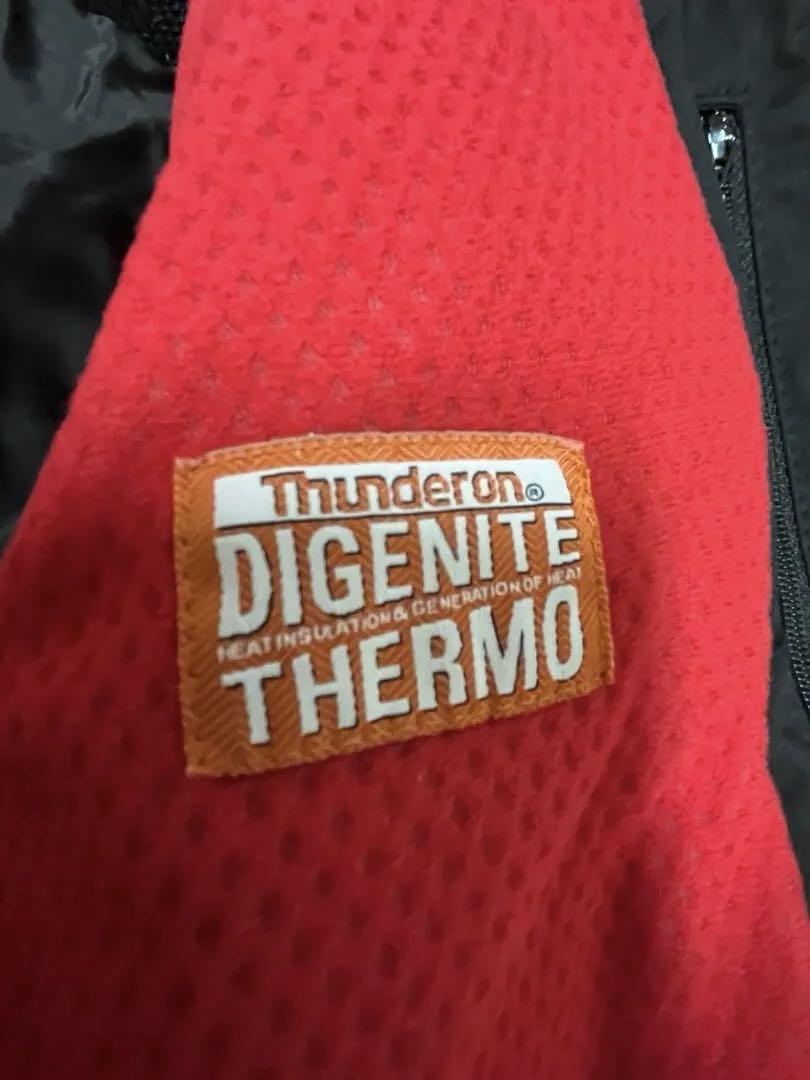 Thunderon®
DIGENITE
HEAT INSULATION & GENERATION OF HEAT
THERMO